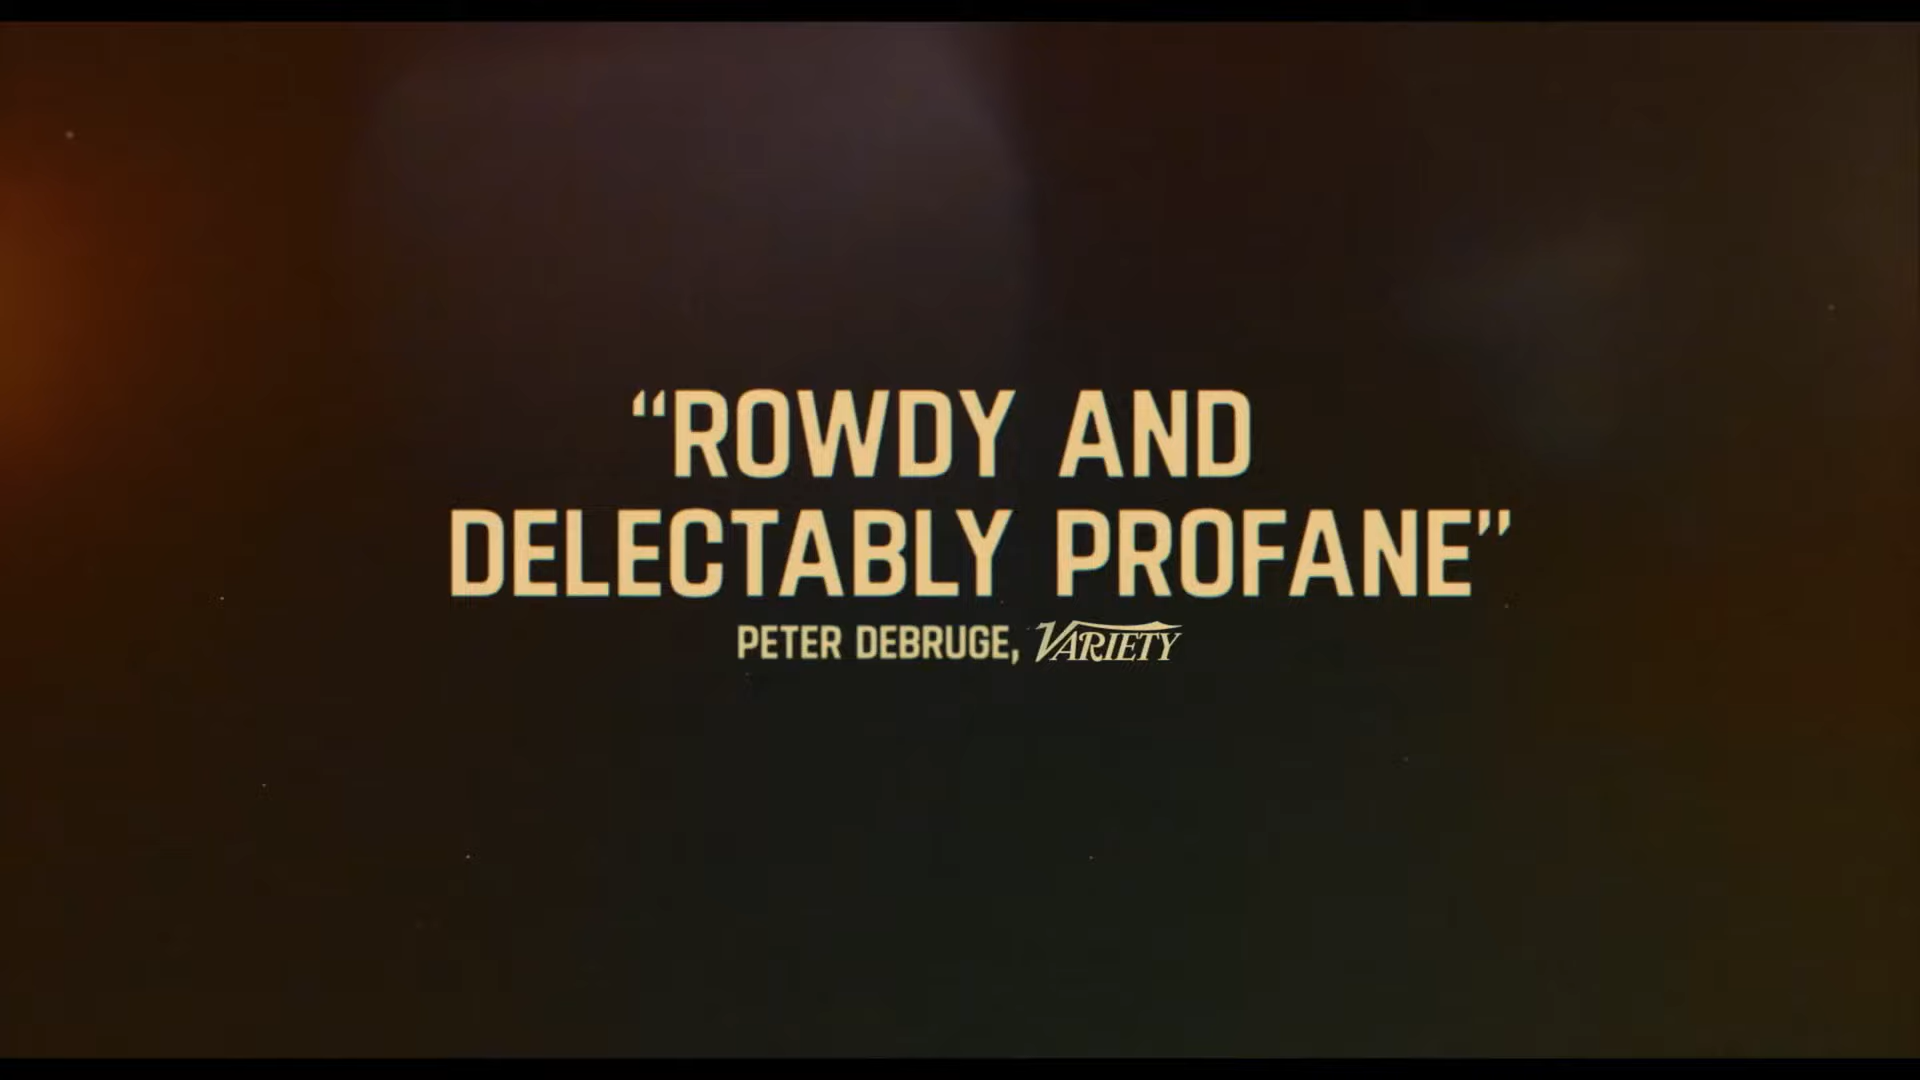 “ROWDY AND
DELECTABLY PROFANE”
PETER DEBRUGE, VARIETY